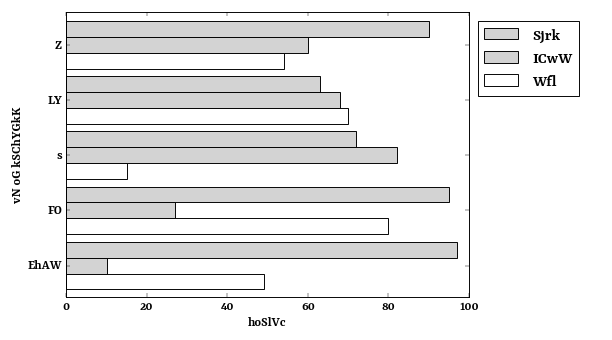 Sjrk
ICwW
Wfl
Z
LY
s
FO
EhAW
0 20 40 60 80 100
hoSlVc
vN oG kSChYGkK